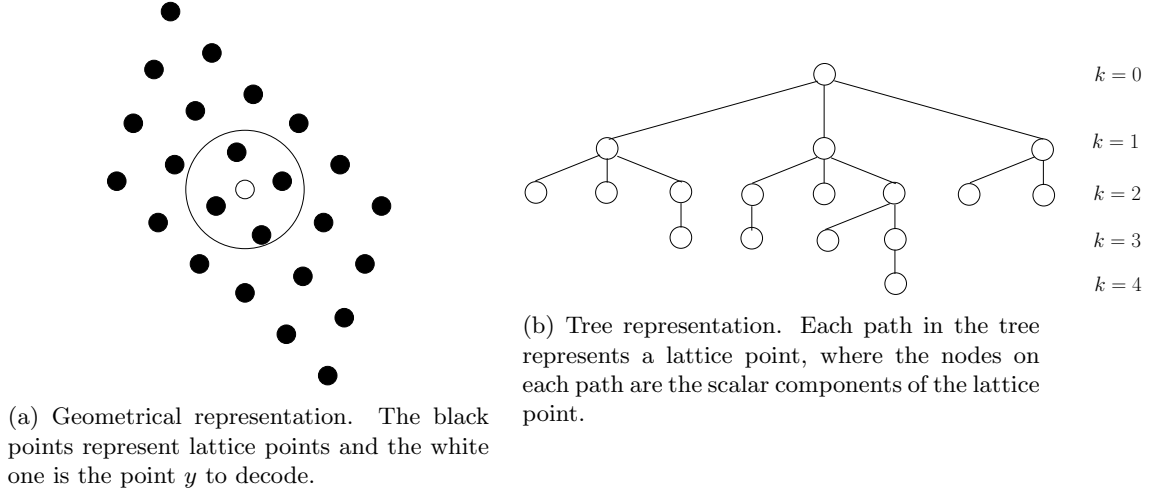 k = 0
k = 1
k = 2
k = 3
k = 4
(a) Geometrical representation. The black
points represent lattice points and the white
one is the point y to decode.
(b) Tree representation. Each path in the tree
represents a lattice point, where the nodes on
each path are the scalar components of the lattice
point.